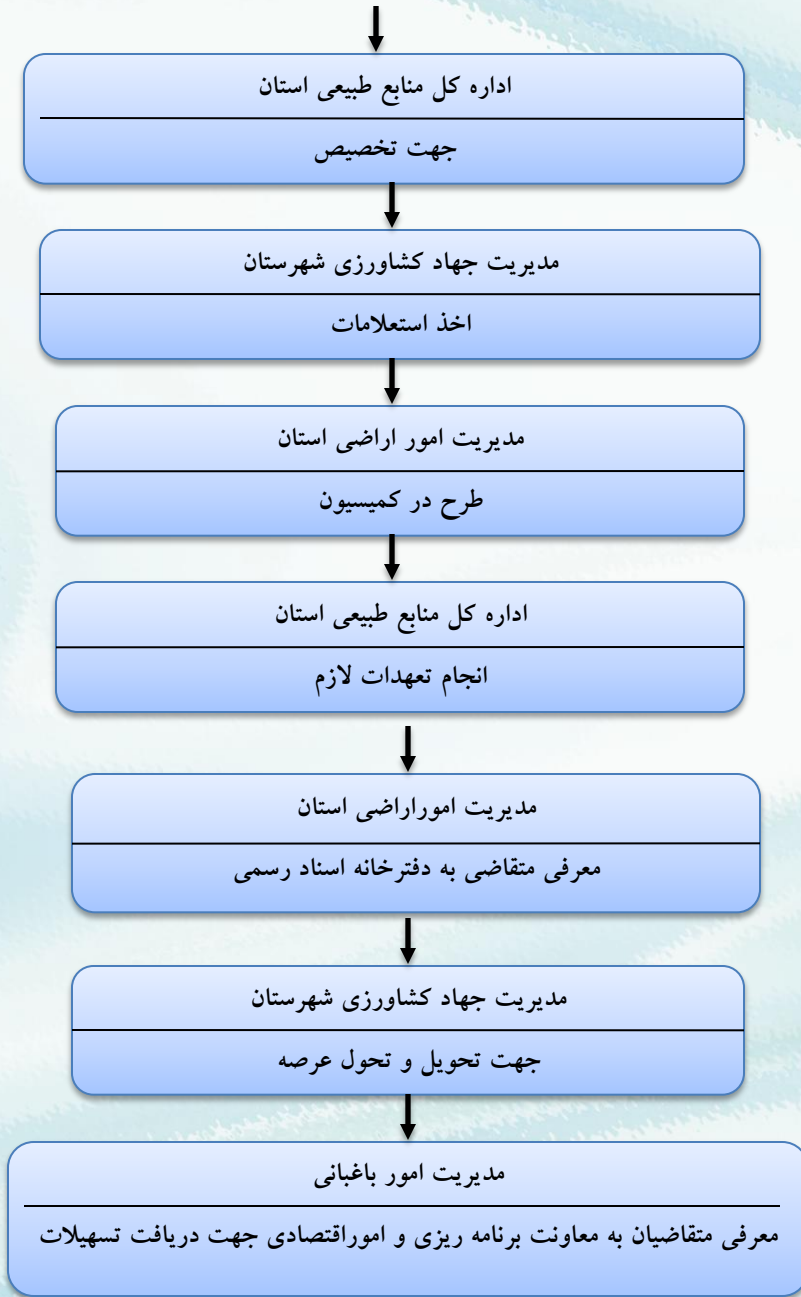 اداره کل منابع طبیعی استان
جهت تخصیص
مدیریت جهاد کشاورزی شهرستان
اخذ استعلامات
مدیریت امور اراضی استان
طرح در کمیسیون
اداره کل منابع طبیعی استان
انجام تعهدات لازم
مدیریت اموراراضی استان
معرفی متقاضی به دفترخانه اسناد رسمی
مدیریت جهاد کشاورزی شهرستان
جهت تحویل و تحول عرصه
مدیریت امور باغبانی
معرفی متقاضیان به معاونت برنامه ریزی و اموراقتصادی جهت دریافت تسهیلات